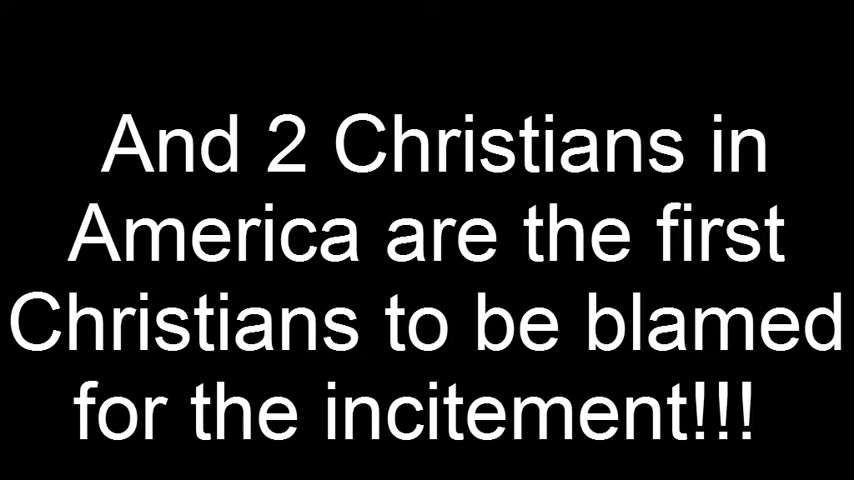 And 2 Christians in
America are the first
Christians to be blamed
for the incitement!!!